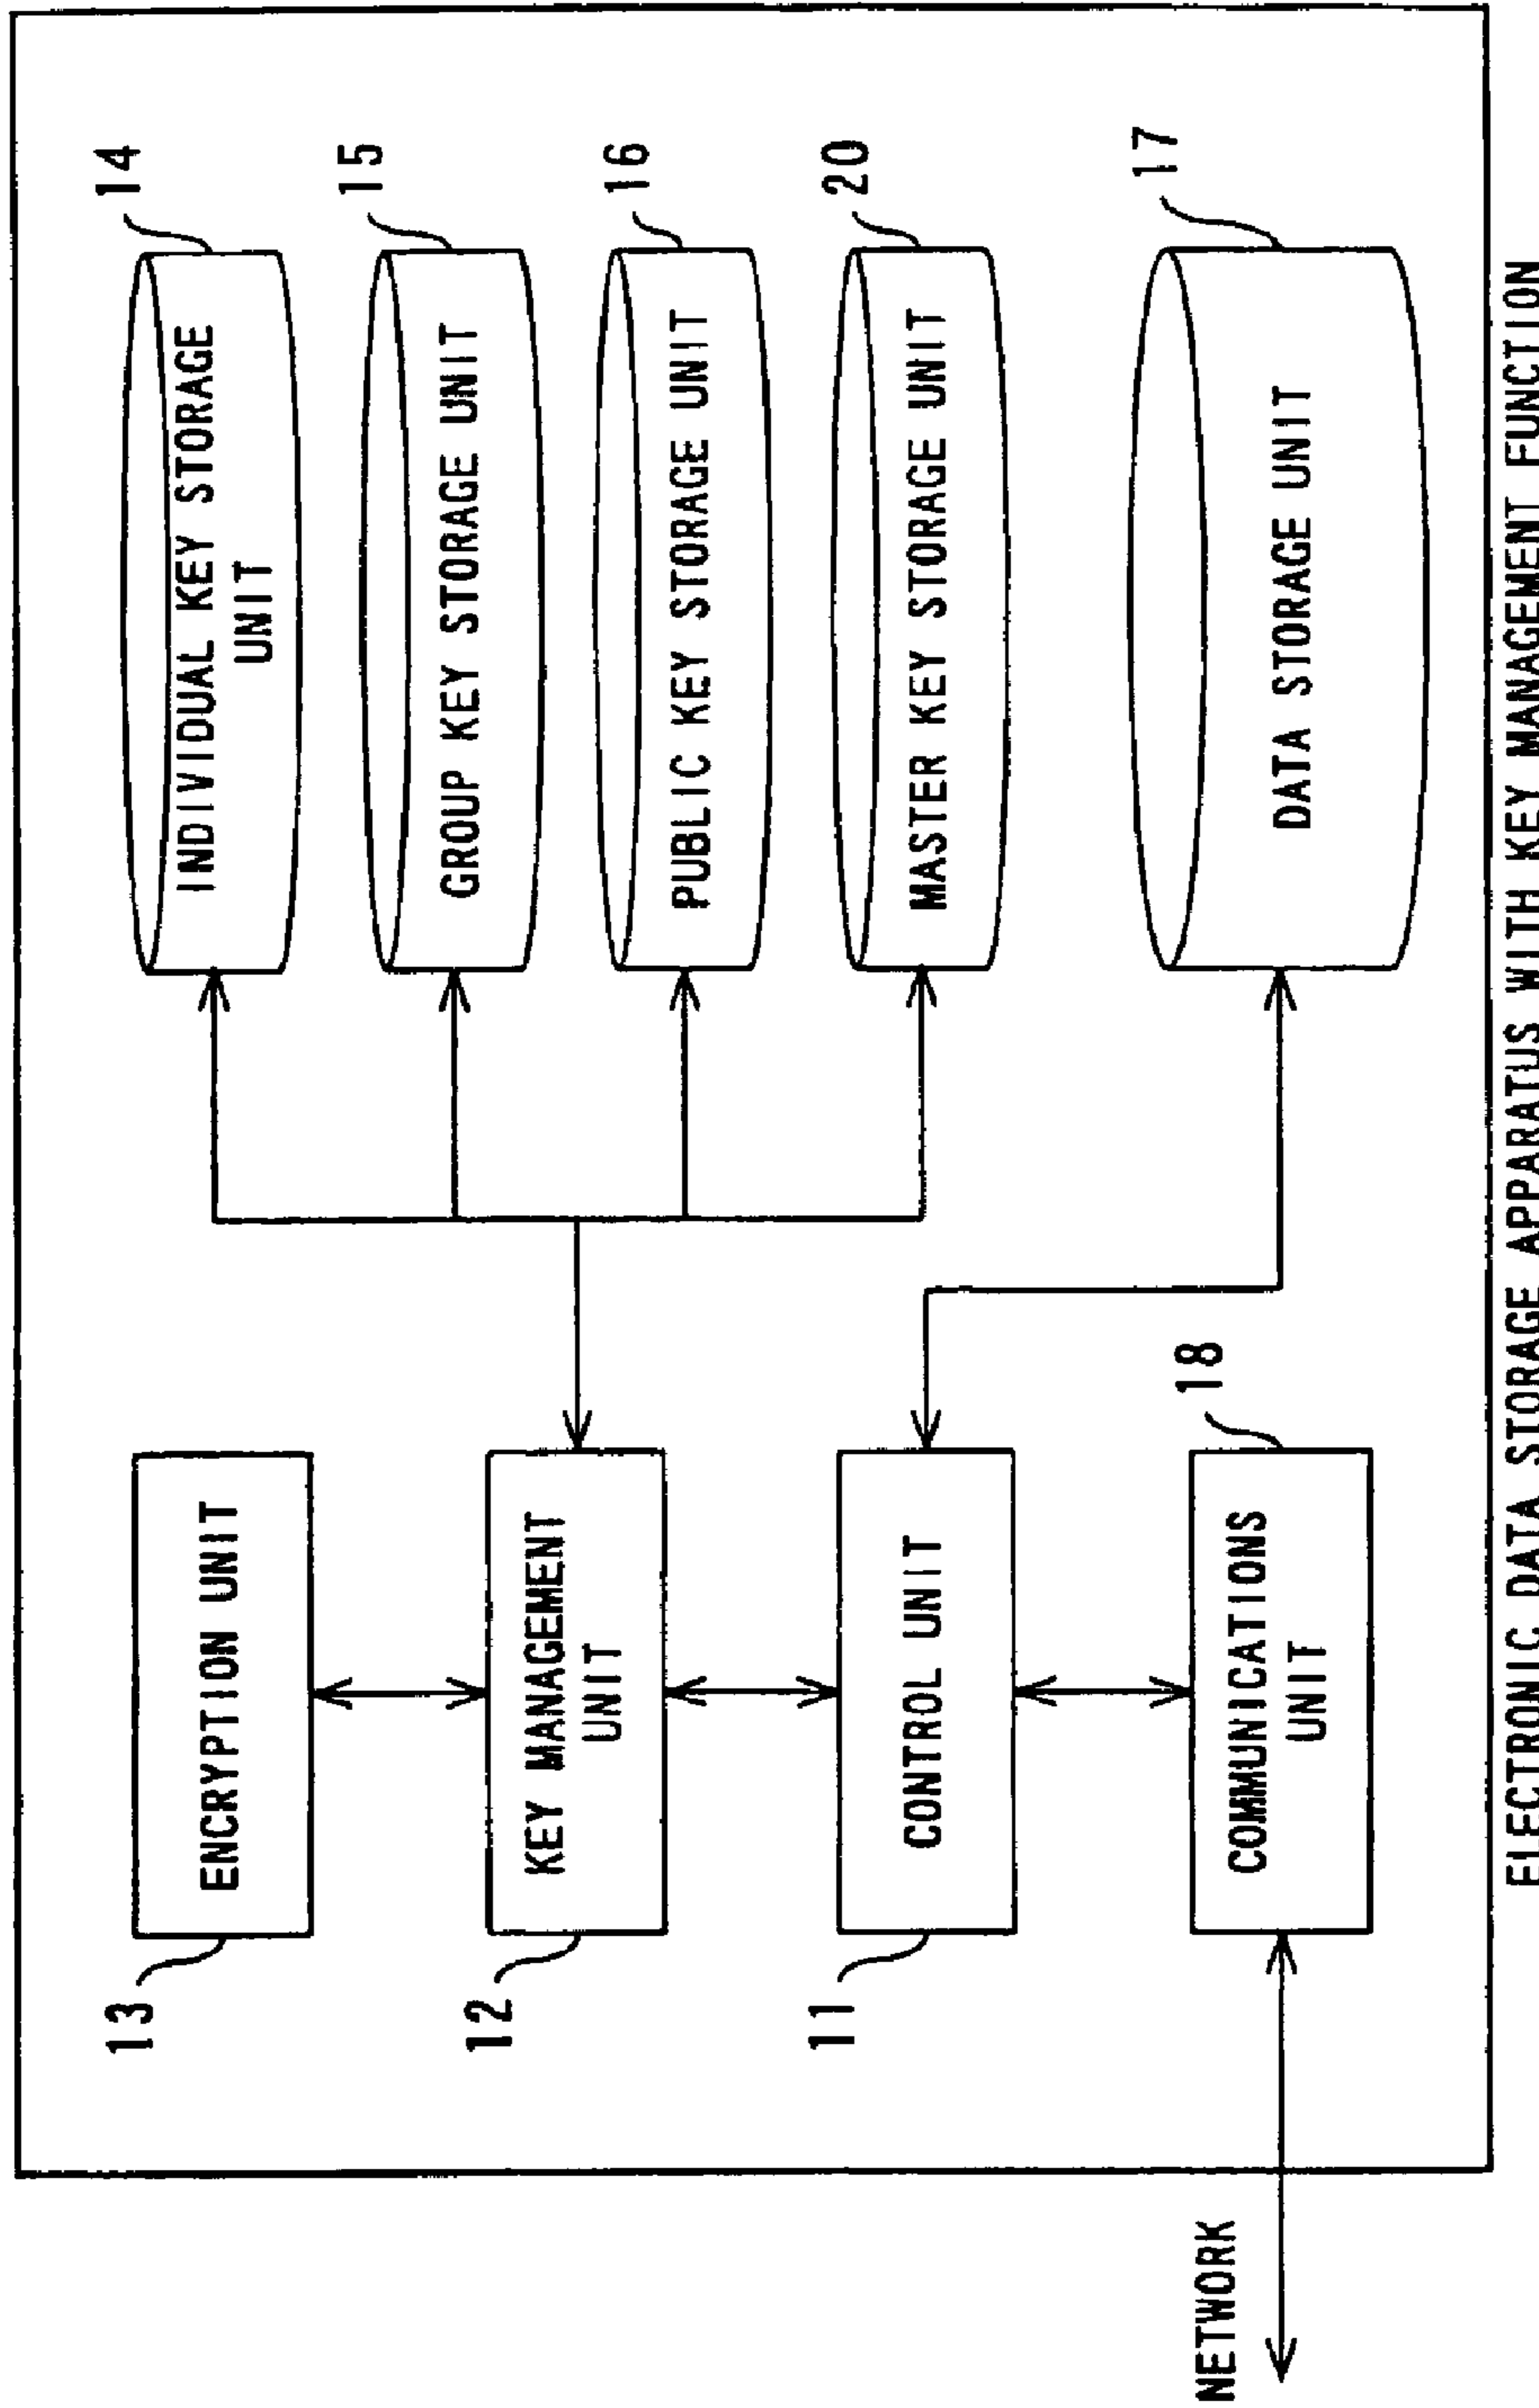 13
ENCRYPTION UNIT
12
KEY MANAGEMENT
UNIT
11
CONTROL UNIT
18
COMMUNICATIONS
UNIT
NETWORK
14
INDIVIDUAL KEY STORAGE
UNIT
15
GROUP KEY STORAGE UNIT
16
PUBLIC KEY STORAGE UNIT
20
MASTER KEY STORAGE UNIT
17
DATA STORAGE UNIT
ELECTRONIC DATA STORAGE APPARATUS WITH KEY MANAGEMENT FUNCTION